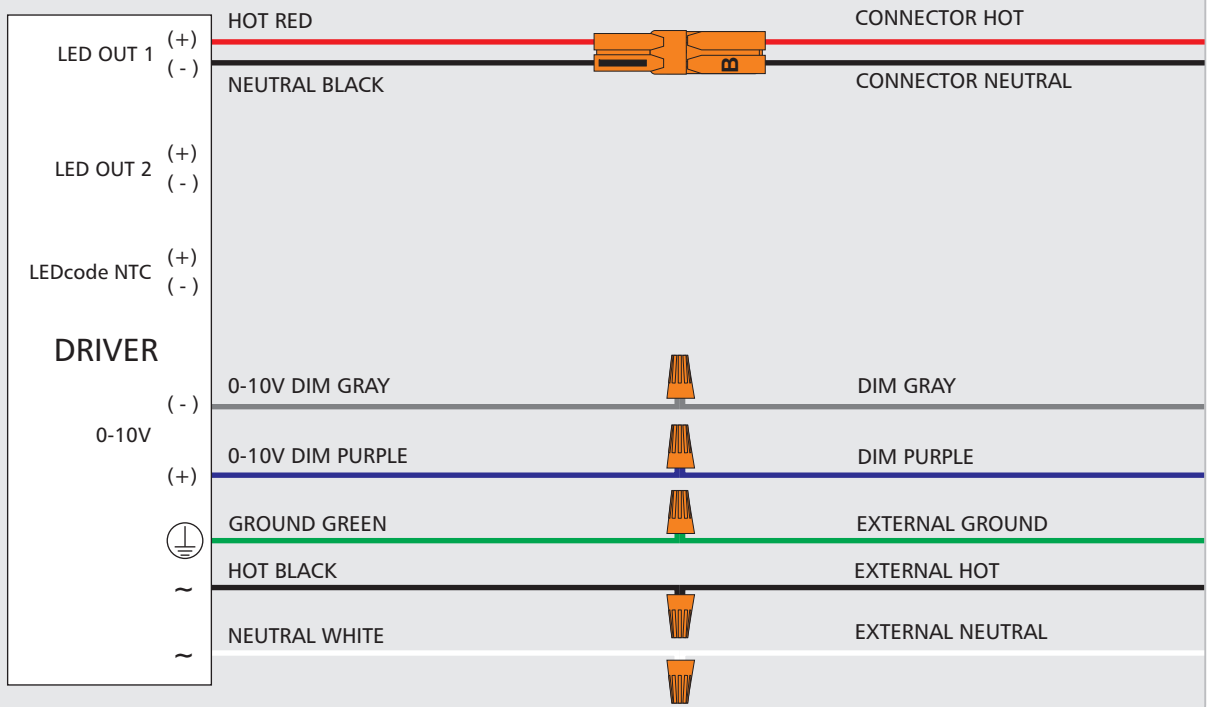 HOT RED
CONNECTOR HOT
LED OUT 1
(+)
( - )
B
NEUTRAL BLACK
CONNECTOR NEUTRAL
LED OUT 2
(+)
( - )
LEDcode NTC
(+)
( - )
DRIVER
0-10V DIM GRAY
DIM GRAY
( - )
0-10V
0-10V DIM PURPLE
DIM PURPLE
(+)
GROUND GREEN
EXTERNAL GROUND
HOT BLACK
EXTERNAL HOT
~
NEUTRAL WHITE
EXTERNAL NEUTRAL
~